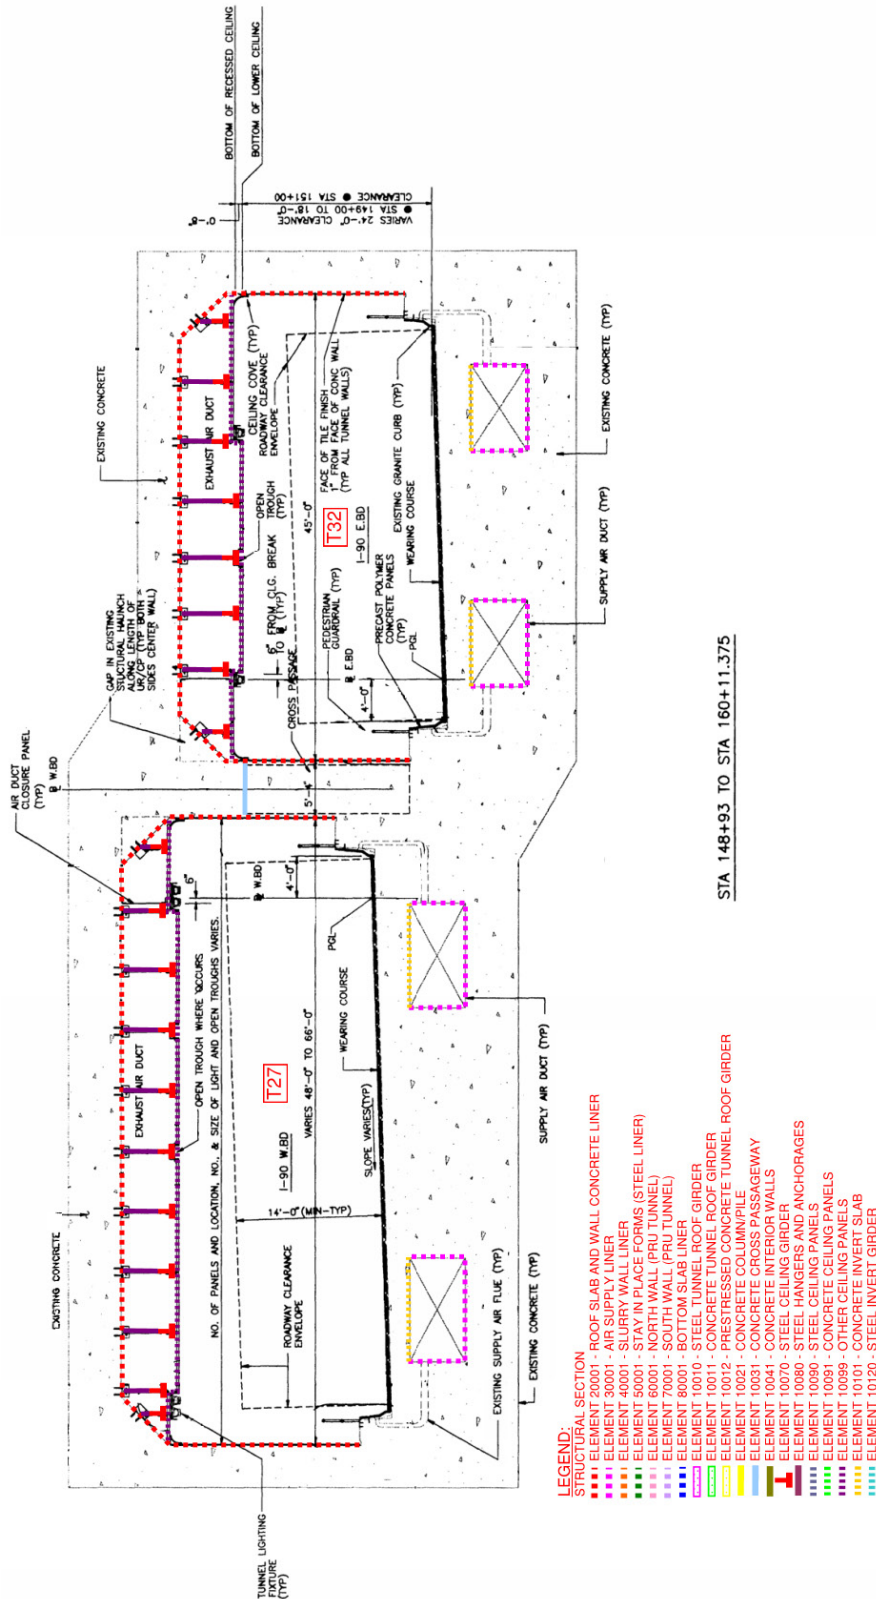 BOTTOM OF RECESSED CEILING
BOTTOM OF LOWER CEILING
0'-8"
VARIES 24'-0" CLEARANCE
@ STA 149+00 TO 18'-0"
CLEARANCE @ STA 151+00
EXISTING CONCRETE
GAP IN EXISTING
STUCTURAL HAUNCH
ALONG LENGTH OF
UR/CP (TYP BOTH
SIDES CENTER WALL)
AIR DUCT
CLOSURE PANEL
(TYP)
W.BD
EXHAUST AIR DUCT
CEILING COVE (TYP)
ROADWAY CLEARANCE
ENVELOPE
OPEN
TROUGH
(TYP)
6" FROM CLG. BREAK
TO (TYP)
CROSS PASSAGE
FACE OF TILE FINISH
1" FROM FACE OF CONC WALL
(TYP ALL TUNNEL WALLS)
45'-0"
T32
I-90 E.BD
PEDESTRIAN
GUARDRAIL (TYP)
E.BD
4'-0"
PRECAST POLYMER
CONCRETE PANELS
(TYP)
PGL
EXISTING GRANITE CURB (TYP)
WEARING COURSE
5'-4"
EXISTING CONCRETE (TYP)
SUPPLY AIR DUCT (TYP)
EXISTING CONCRETE
EXHAUST AIR DUCT
OPEN TROUGH WHERE OCCURS
NO. OF PANELS AND LOCATION, NO., & SIZE OF LIGHT AND OPEN TROUGHS VARIES.
6"
W.BD
4'-0"
T27
I-90 W.BD
VARIES 48'-0" TO 66'-0"
14'-0" (MIN-TYP)
ROADWAY CLEARANCE
ENVELOPE
PGL
WEARING COURSE
SLOPE VARIES(TYP)
TUNNEL LIGHTING
FIXTURE
(TYP)
SUPPLY AIR DUCT (TYP)
EXISTING SUPPLY AIR FLUE (TYP)
EXISTING CONCRETE (TYP)
STA 148+93 TO STA 160+11.375
LEGEND:
STRUCTURAL SECTION
ELEMENT 20001 - ROOF SLAB AND WALL CONCRETE LINER
ELEMENT 30001 - AIR SUPPLY LINER
ELEMENT 40001 - SLURRY WALL LINER
ELEMENT 50001 - STAY IN PLACE FORMS (STEEL LINER)
ELEMENT 60001 - NORTH WALL (PRU TUNNEL)
ELEMENT 70001 - SOUTH WALL (PRU TUNNEL)
ELEMENT 80001 - BOTTOM SLAB LINER
ELEMENT 10010 - STEEL TUNNEL ROOF GIRDER
ELEMENT 10011 - CONCRETE TUNNEL ROOF GIRDER
ELEMENT 10012 - PRESTRESSED CONCRETE TUNNEL ROOF GIRDER
ELEMENT 10021 - CONCRETE COLUMN/PILE
ELEMENT 10031 - CONCRETE CROSS PASSAGEWAY
ELEMENT 10041 - CONCRETE INTERIOR WALLS
ELEMENT 10070 - STEEL CEILING GIRDER
ELEMENT 10080 - STEEL HANGERS AND ANCHORAGES
ELEMENT 10090 - STEEL CEILING PANELS
ELEMENT 10091 - CONCRETE CEILING PANELS
ELEMENT 10099 - OTHER CEILING PANELS
ELEMENT 10101 - CONCRETE INVERT SLAB
ELEMENT 10120 - STEEL INVERT GIRDER